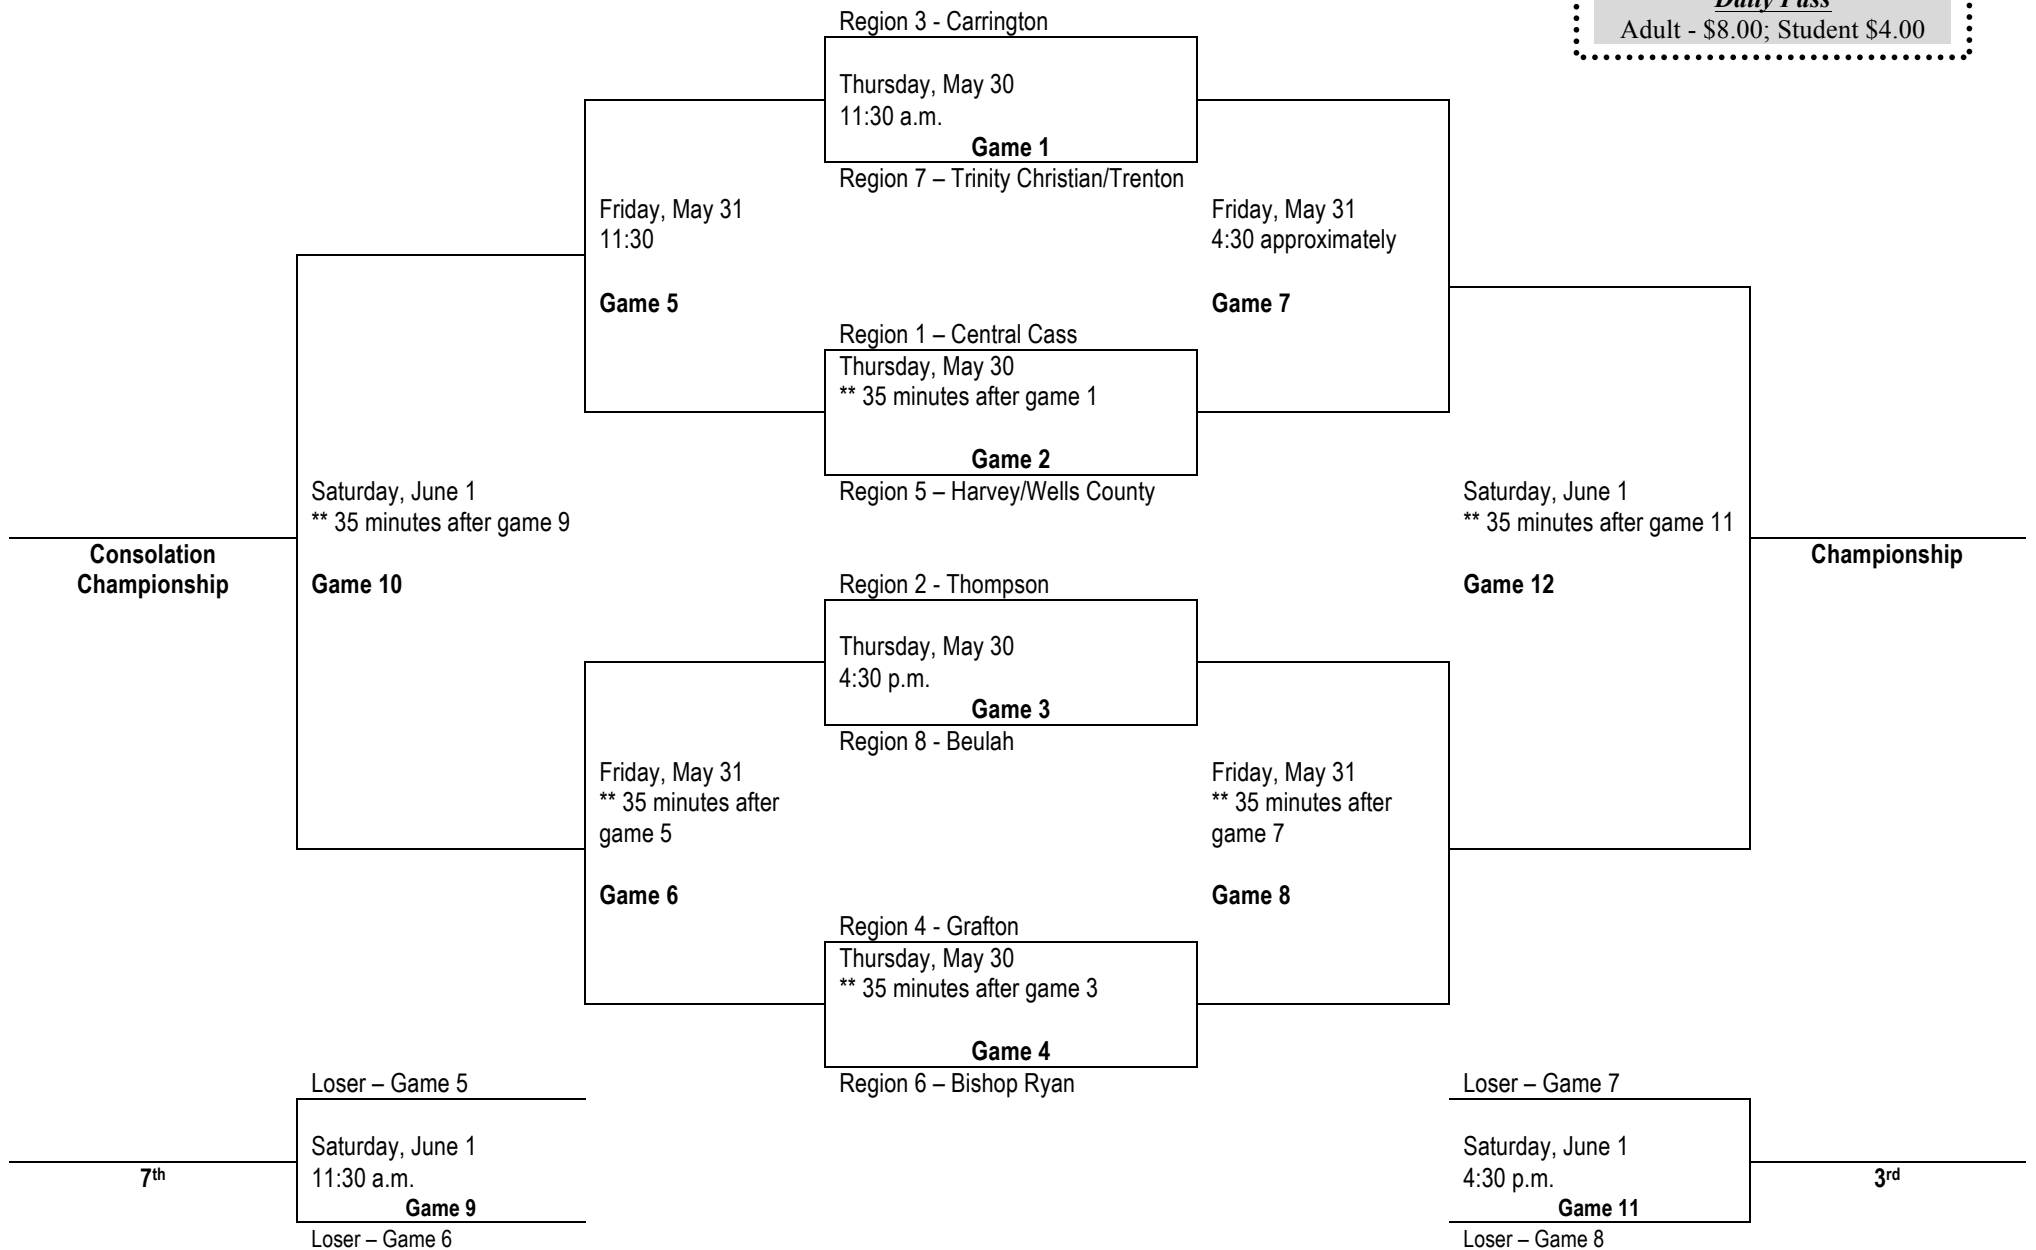 Daily Pass
Adult - $8.00; Student $4.00
Region 3 - Carrington
Thursday, May 30
11:30 a.m.
Game 1
Region 7 – Trinity Christian/Trenton
Friday, May 31
11:30
Game 5
Friday, May 31
4:30 approximately
Game 7
Region 1 – Central Cass
Thursday, May 30
** 35 minutes after game 1
Game 2
Region 5 – Harvey/Wells County
Saturday, June 1
** 35 minutes after game 9
Game 10
Consolation
Championship
Saturday, June 1
** 35 minutes after game 11
Game 12
Championship
Region 2 - Thompson
Thursday, May 30
4:30 p.m.
Game 3
Region 8 - Beulah
Friday, May 31
** 35 minutes after
game 5
Game 6
Friday, May 31
** 35 minutes after
game 7
Game 8
Region 4 - Grafton
Thursday, May 30
** 35 minutes after game 3
Game 4
Region 6 – Bishop Ryan
Loser – Game 5
Saturday, June 1
11:30 a.m.
Game 9
Loser – Game 6
7th
Loser – Game 7
Saturday, June 1
4:30 p.m.
Game 11
Loser – Game 8
3rd